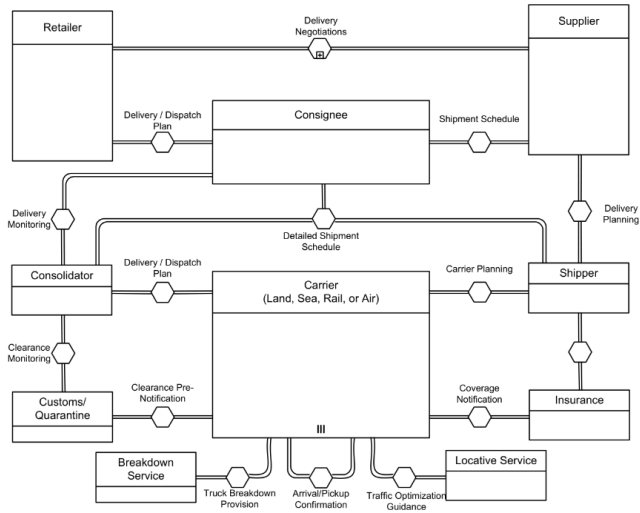 Retailer
Delivery
Negotiations
Supplier
Delivery / Dispatch
Plan
Consignee
Shipment Schedule
Delivery
Monitoring
Detailed Shipment
Schedule
Delivery
Planning
Consolidator
Delivery / Dispatch
Plan
Carrier
(Land, Sea, Rail, or Air)
Carrier Planning
Shipper
Clearance
Monitoring
Customs/
Quarantine
Clearance Pre-
Notification
Coverage
Notification
Insurance
Breakdown
Service
Truck Breakdown
Provision
Arrival/Pickup
Confirmation
Traffic Optimization
Guidance
Locative Service